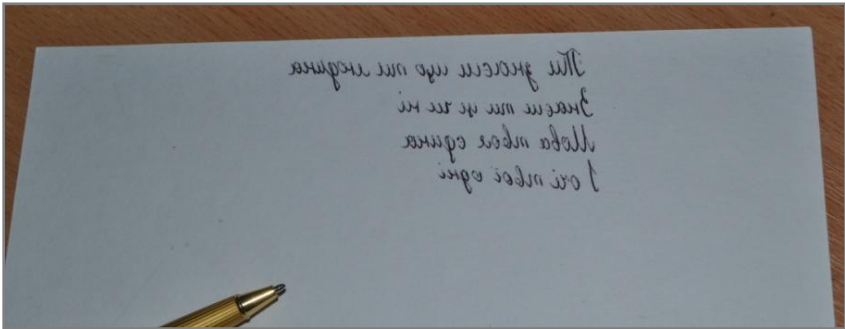 Ти знаєш що ти людина
Знаєш ти це чи ні
Мова твоя єдина
І очі твої одні